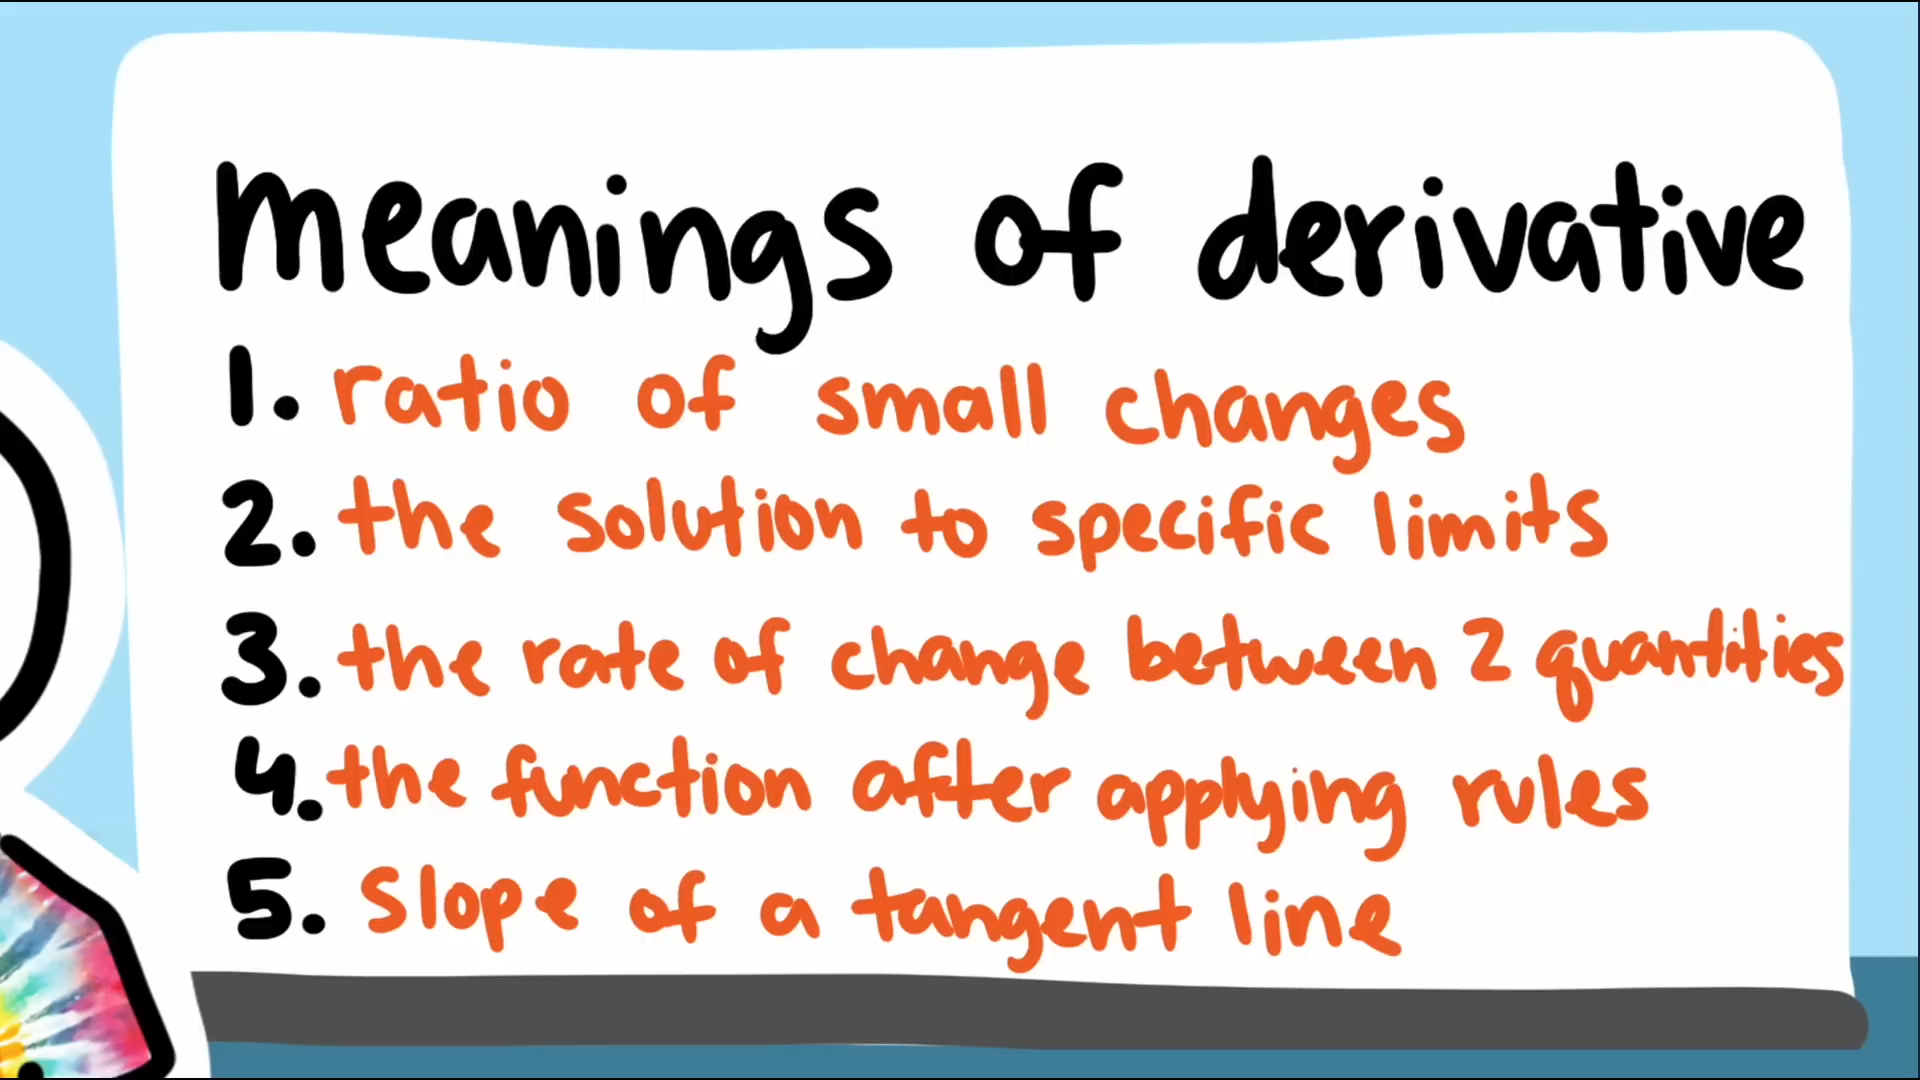 meanings of derivative
1. ratio of small changes
2. the solution to specific limits
3. the rate of change between 2 quantities
4. the function after applying rules
5. slope of a tangent line